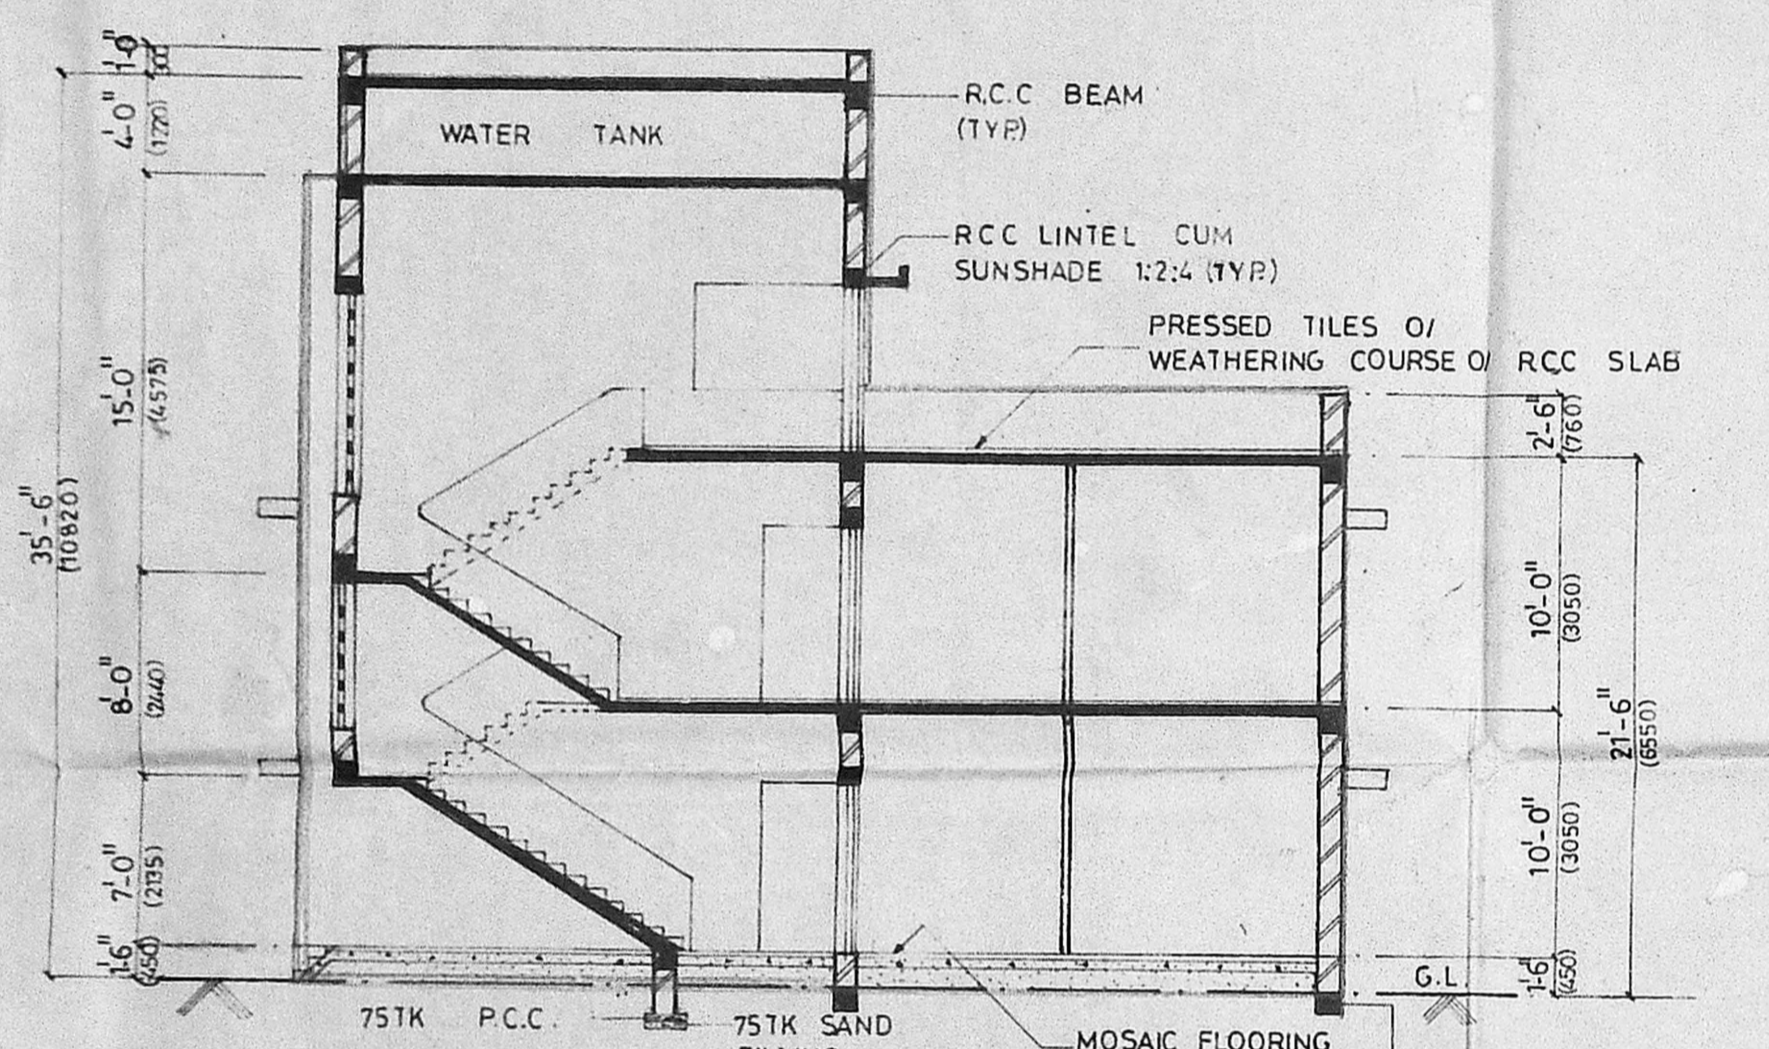 1'-0"
300
4'-0"
(1220)
15'-0"
(4575)
35'-6"
(10820)
8'-0"
(2440)
7'-0"
(2135)
1'-6"
(450)
WATER TANK
R.C.C BEAM
(TYP.)
RCC LINTEL CUM
SUNSHADE 1:2:4 (TYP.)
PRESSED TILES O/
WEATHERING COURSE O/ RCC SLAB
2'-6"
(760)
10'-0"
(3050)
21'-6"
(6550)
10'-0"
(3050)
1'-6"
(450)
G.L
75TK P.C.C.
75TK SAND
MOSAIC FLOORING